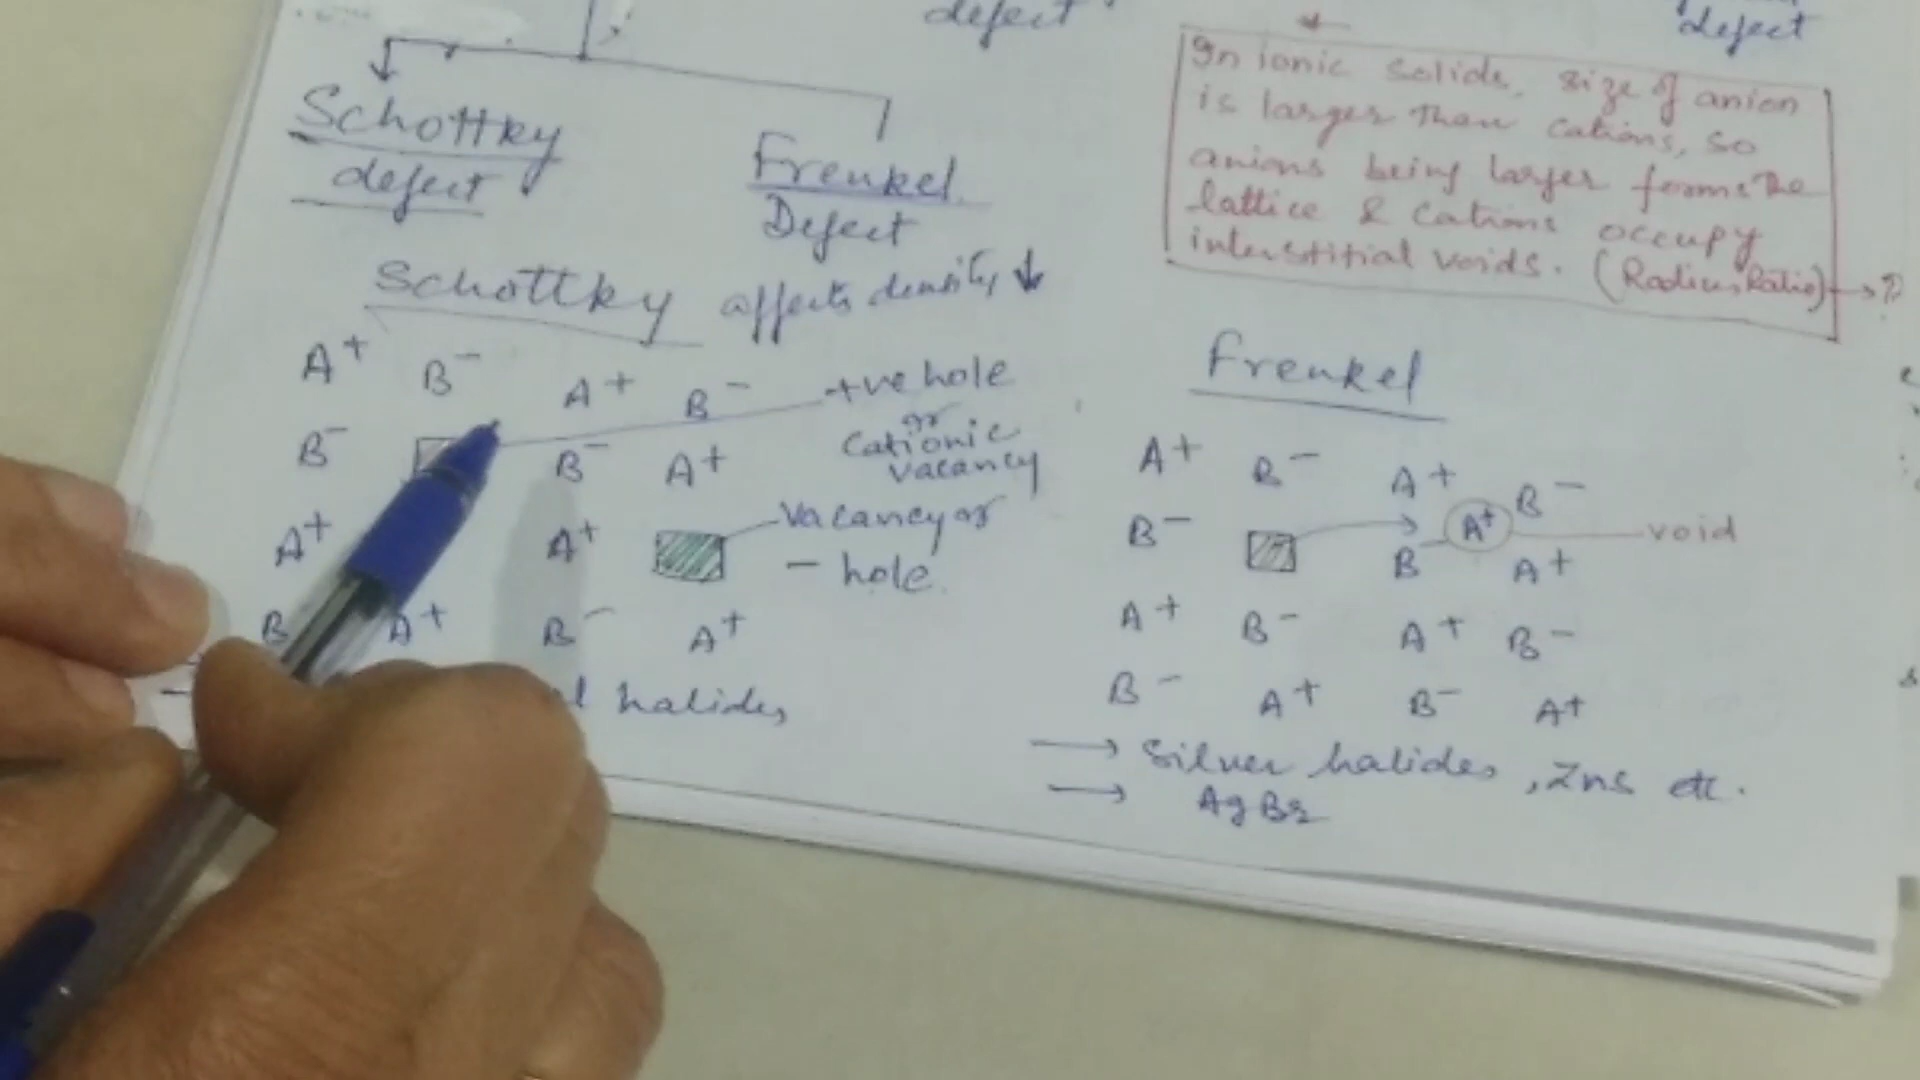 defect
defect
Schottky
defect
Frenkel
Defect
In ionic solids, size of anion
is larger than cations, so
anions being larger forms the
lattice & cations occupy
interstitial voids. (Radius Ratio) → ?
Schottky affects density ↓
A+ B- A+ B-
+ve hole
or
Cationic
vacancy
B- B- A+
A+ A+
Vacancy or
- hole
B A+ B- A+
l halides
Frenkel
A+ B- A+ B-
B- B A+ A+
void
A+ B- A+ B-
B- A+ B- A+
→ Silver halides, Zns etc.
→ AgBr